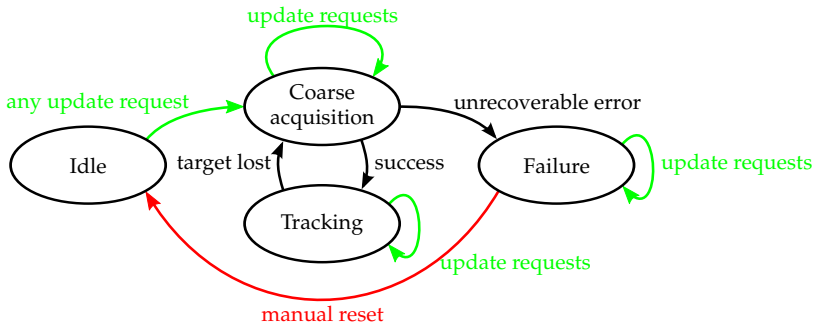 update requests
any update request
Coarse
acquisition
unrecoverable error
Idle
target lost
success
Failure
update requests
Tracking
update requests
manual reset